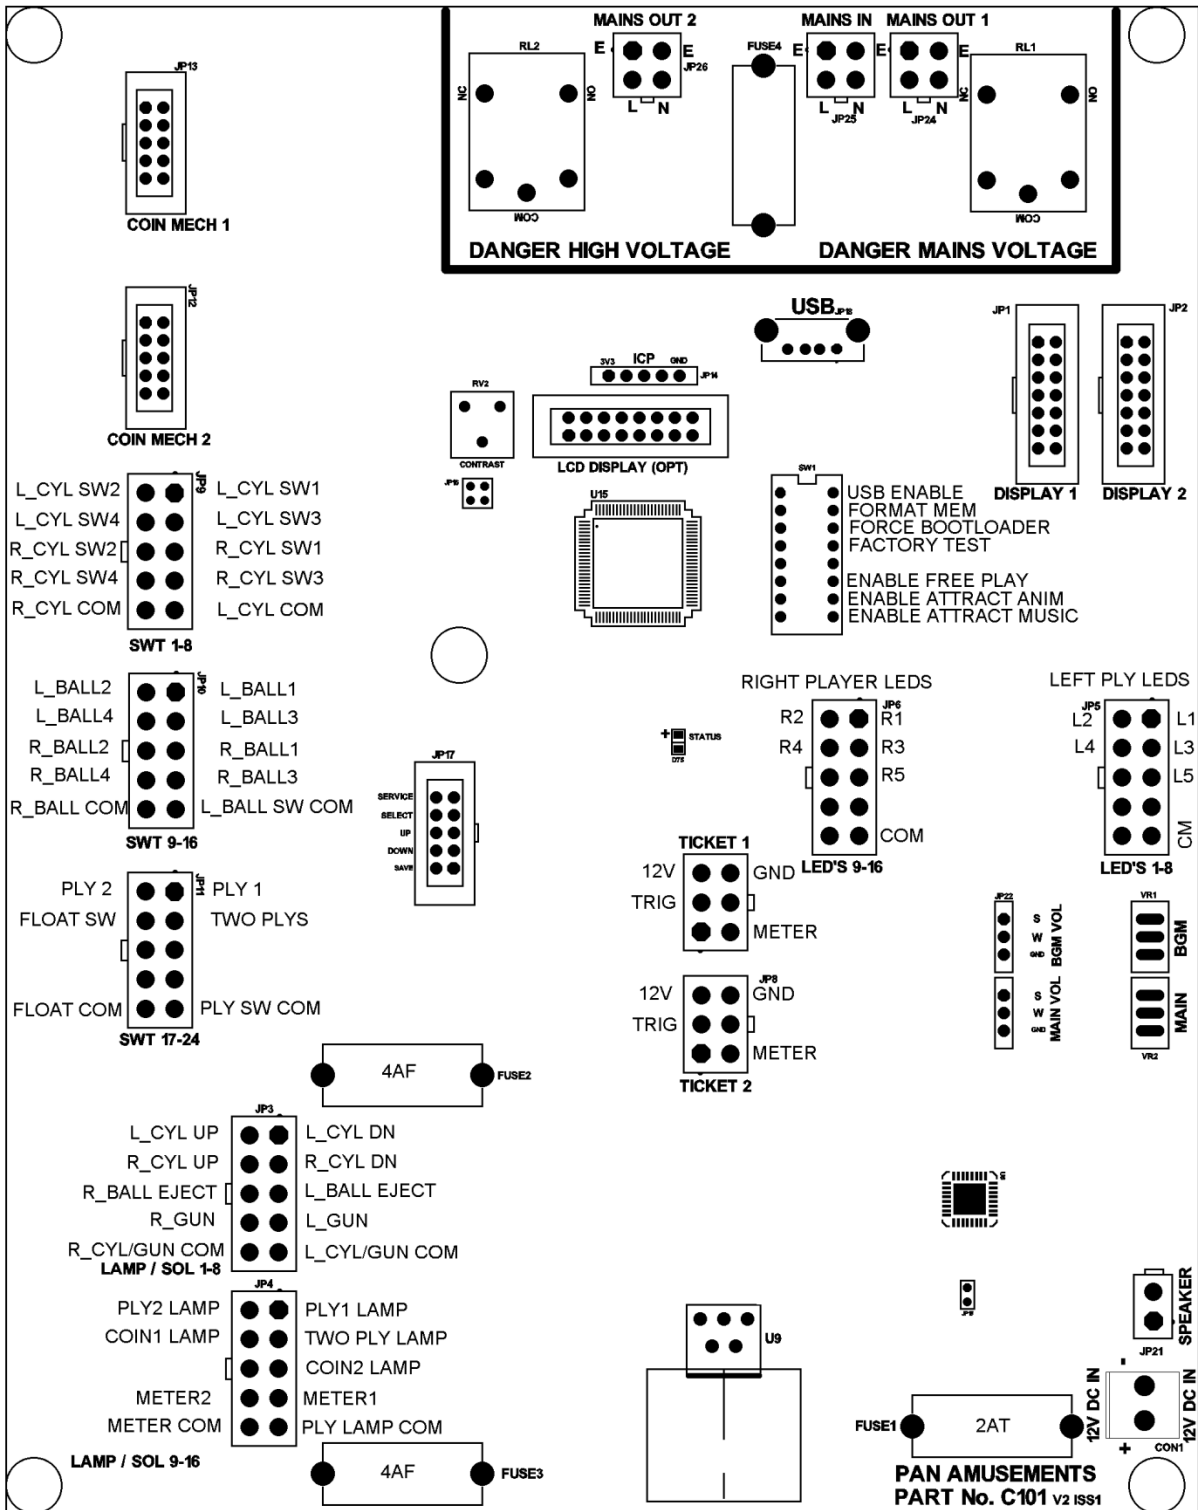 MAINS OUT 2
MAINS IN
MAINS OUT 1
RL2
E
E
JP26
L
N
FUSE4
E
E
E
L
N
L
N
JP25
JP24
RL1
NC
NO
COM
NC
NO
COM
DANGER HIGH VOLTAGE
DANGER MAINS VOLTAGE
JP13
COIN MECH 1
JP12
COIN MECH 2
USB
JP18
ICP
3V3
GND
JP14
RV2
CONTRAST
JP16
LCD DISPLAY (OPT)
JP1
DISPLAY 1
JP2
DISPLAY 2
U15
SW1
USB ENABLE
FORMAT MEM
FORCE BOOTLOADER
FACTORY TEST
ENABLE FREE PLAY
ENABLE ATTRACT ANIM
ENABLE ATTRACT MUSIC
JP9
L_CYL SW2
L_CYL SW1
L_CYL SW4
L_CYL SW3
R_CYL SW2
R_CYL SW1
R_CYL SW4
R_CYL SW3
R_CYL COM
L_CYL COM
SWT 1-8
JP10
L_BALL2
L_BALL1
L_BALL4
L_BALL3
R_BALL2
R_BALL1
R_BALL4
R_BALL3
R_BALL COM
L_BALL SW COM
SWT 9-16
JP17
SERVICE
SELECT
UP
DOWN
SAVE
+
STATUS
D75
RIGHT PLAYER LEDS
JP6
R2
R1
R4
R3
R5
COM
LED'S 9-16
LEFT PLY LEDS
JP5
L2
L1
L4
L3
L5
CM
LED'S 1-8
JP11
PLY 2
PLY 1
FLOAT SW
TWO PLYS
FLOAT COM
PLY SW COM
SWT 17-24
TICKET 1
12V
GND
TRIG
METER
JP8
12V
GND
TRIG
METER
TICKET 2
JP22
S
W
GND
BGM VOL
VR1
BGM
S
W
GND
MAIN VOL
MAIN
VR2
4AF
FUSE2
JP3
L_CYL UP
L_CYL DN
R_CYL UP
R_CYL DN
R_BALL EJECT
L_BALL EJECT
R_GUN
L_GUN
R_CYL/GUN COM
L_CYL/GUN COM
LAMP / SOL 1-8
JP4
PLY2 LAMP
PLY1 LAMP
COIN1 LAMP
TWO PLY LAMP
COIN2 LAMP
METER2
METER1
METER COM
PLY LAMP COM
LAMP / SOL 9-16
4AF
FUSE3
U9
SPEAKER
JP21
-
12V DC IN
12V DC IN
+
CON1
FUSE1
2AT
PAN AMUSEMENTS
PART No. C101 V2 ISS1